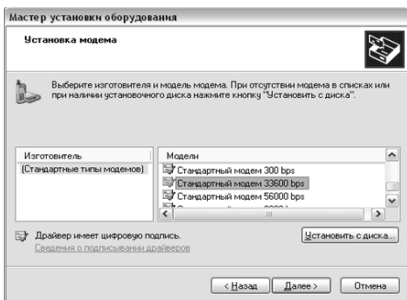 Мастер установки оборудования
Установка модема
Выберите изготовителя и модель модема. При отсутствии модема в списках или
при наличии установочного диска нажмите кнопку "Установить с диска".
Изготовитель
Модели
(Стандартные типы модемов)
Стандартный модем 300 bps
Стандартный модем 33600 bps
Стандартный модем 56000 bps
Драйвер имеет цифровую подпись.
Сведения о подписывании драйверов
Установить с диска...
< Назад
Далее >
Отмена